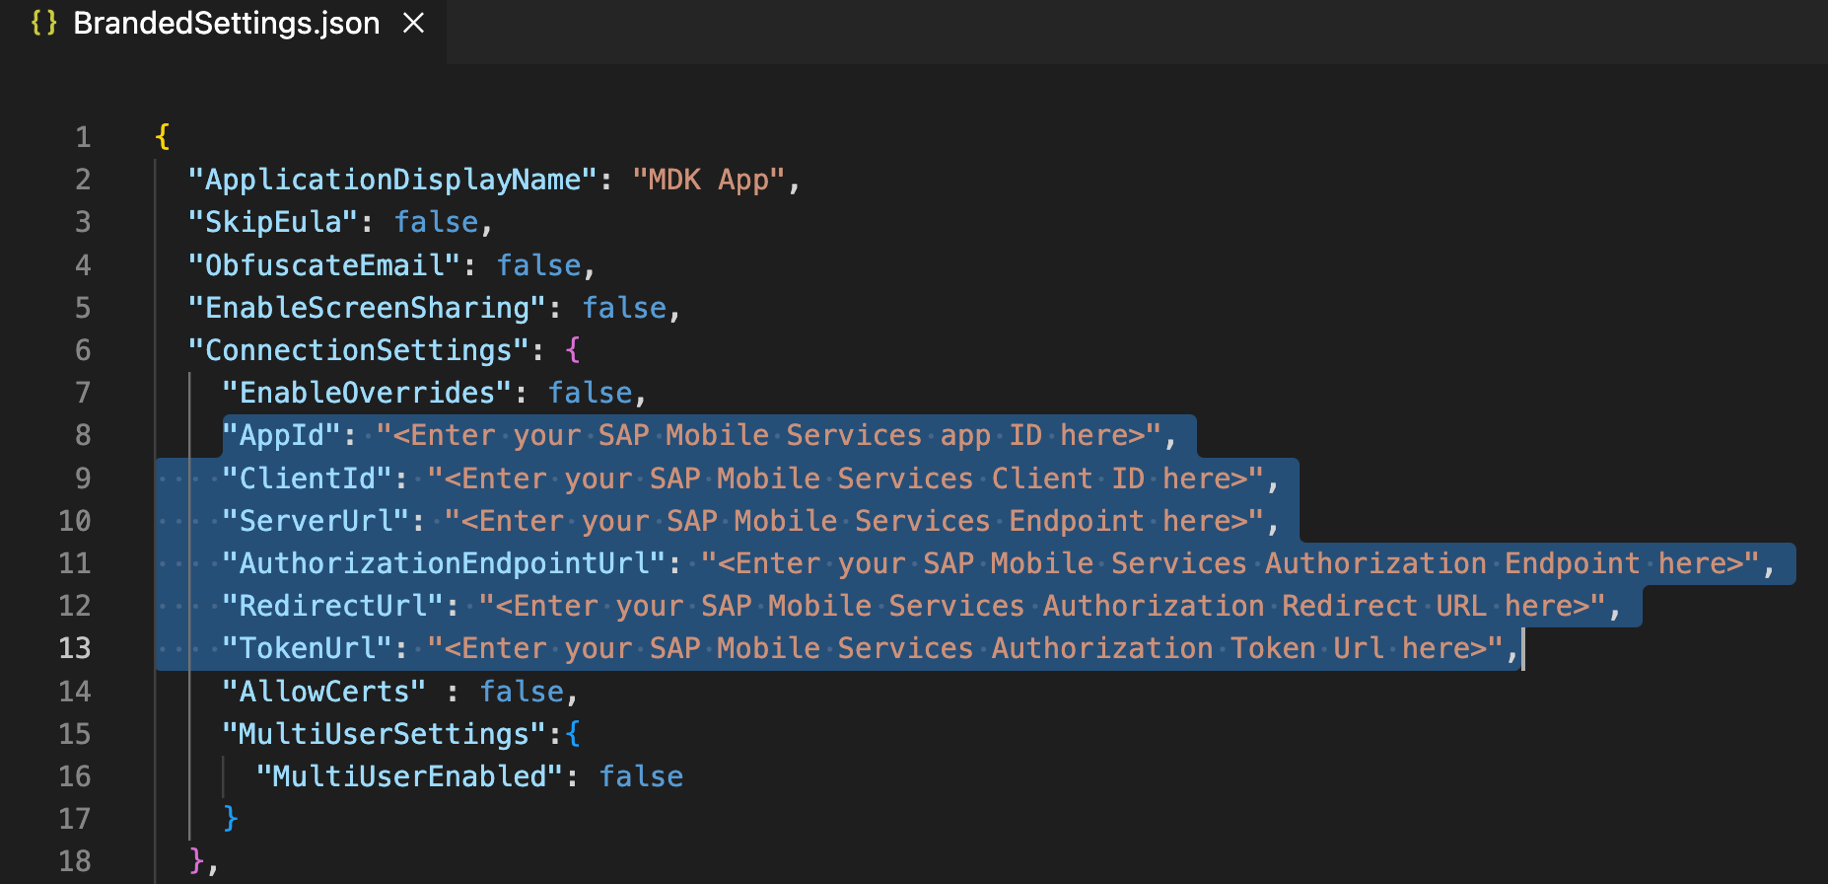 {} BrandedSettings.json ×
1 {
2 "ApplicationDisplayName": "MDK App",
3 "SkipEula": false,
4 "ObfuscateEmail": false,
5 "EnableScreenSharing": false,
6 "ConnectionSettings": {
7 "EnableOverrides": false,
8 "AppId": "<Enter your SAP Mobile Services app ID here>",
9 "ClientId": "<Enter your SAP Mobile Services Client ID here>",
10 "ServerUrl": "<Enter your SAP Mobile Services Endpoint here>",
11 "AuthorizationEndpointUrl": "<Enter your SAP Mobile Services Authorization Endpoint here>",
12 "RedirectUrl": "<Enter your SAP Mobile Services Authorization Redirect URL here>",
13 "TokenUrl": "<Enter your SAP Mobile Services Authorization Token Url here>",
14 "AllowCerts" : false,
15 "MultiUserSettings":{
16 "MultiUserEnabled": false
17 }
18 },